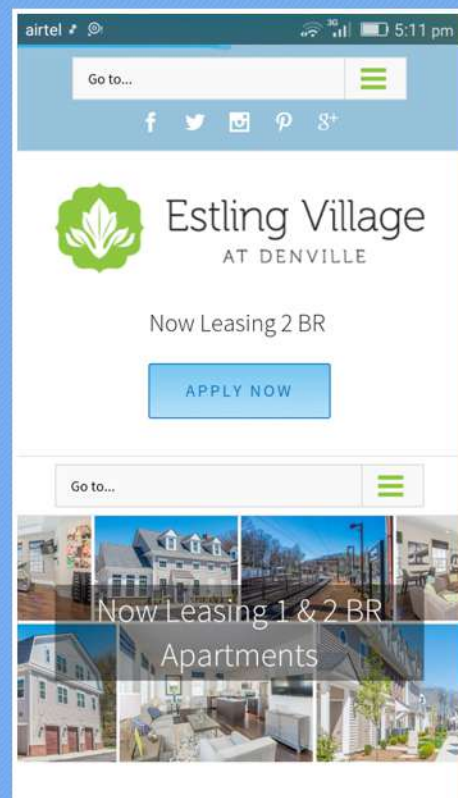 airtel 3G 5:11 pm
Go to...
Estling Village
AT DENVILLE
Now Leasing 2 BR
APPLY NOW
Go to...
Now Leasing 1 & 2 BR
Apartments